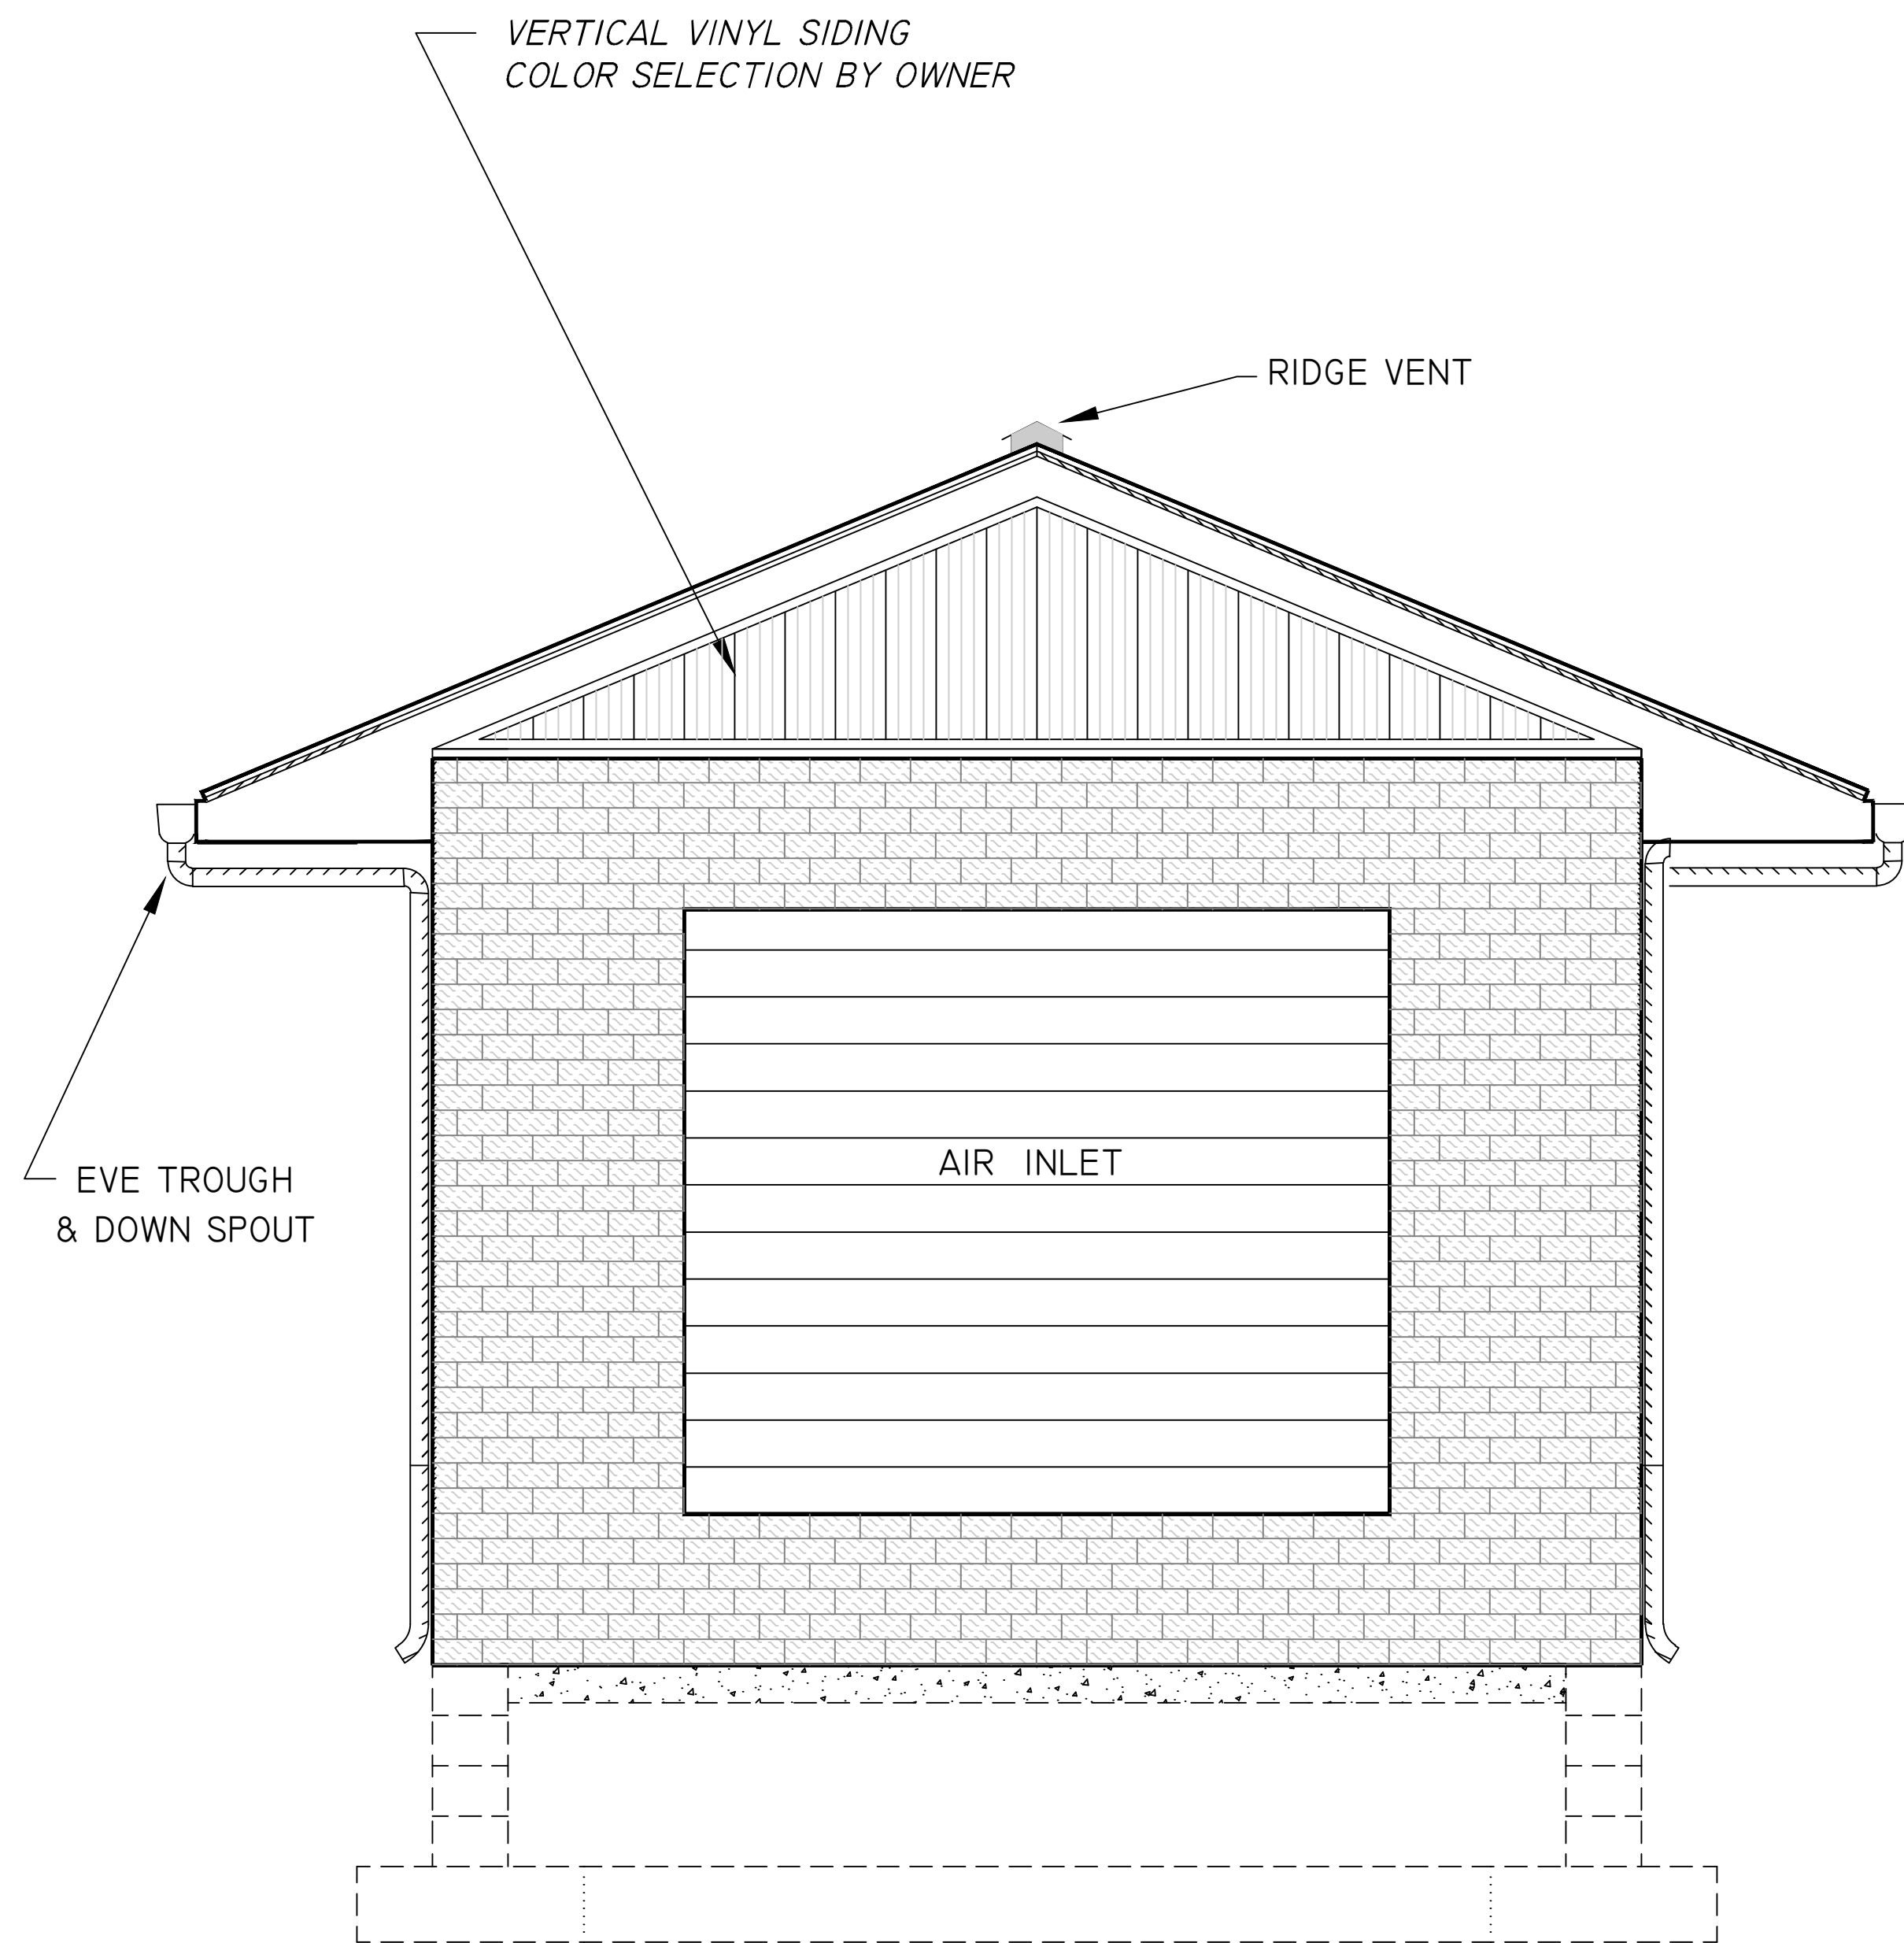 VERTICAL VINYL SIDING
COLOR SELECTION BY OWNER
RIDGE VENT
AIR INLET
EVE TROUGH
& DOWN SPOUT